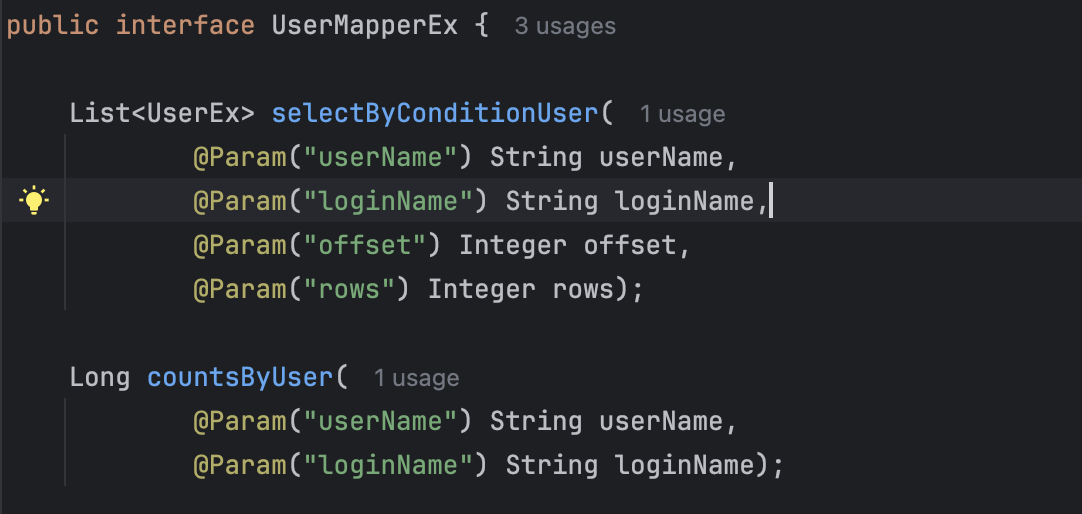 public interface UserMapperEx { 3 usages
List<UserEx> selectByConditionUser( 1 usage
@Param("userName") String userName,
@Param("loginName") String loginName,
@Param("offset") Integer offset,
@Param("rows") Integer rows);
Long countsByUser( 1 usage
@Param("userName") String userName,
@Param("loginName") String loginName);